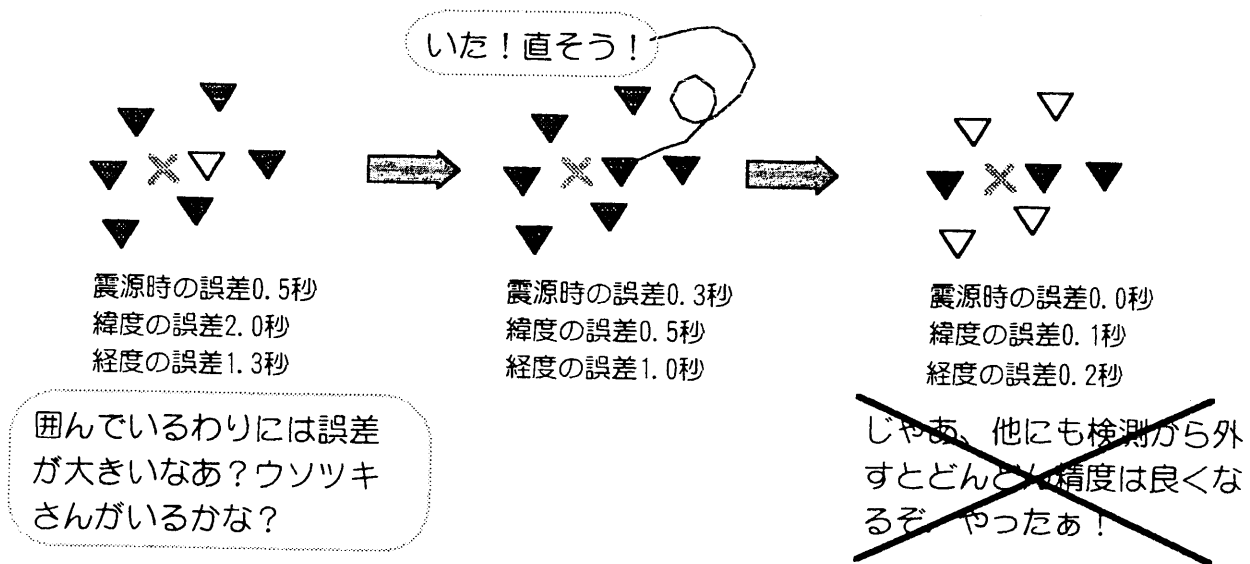 いた！直そう！
震源時の誤差0.5秒
緯度の誤差2.0秒
経度の誤差1.3秒
震源時の誤差0.3秒
緯度の誤差0.5秒
経度の誤差1.0秒
震源時の誤差0.0秒
緯度の誤差0.1秒
経度の誤差0.2秒
囲んでいるわりには誤差
が大きいなあ？ウソツキ
さんがいるかな？
じゃあ、他にも検測から外
すとどんどん精度は良くな
るぞ、やったぁ！